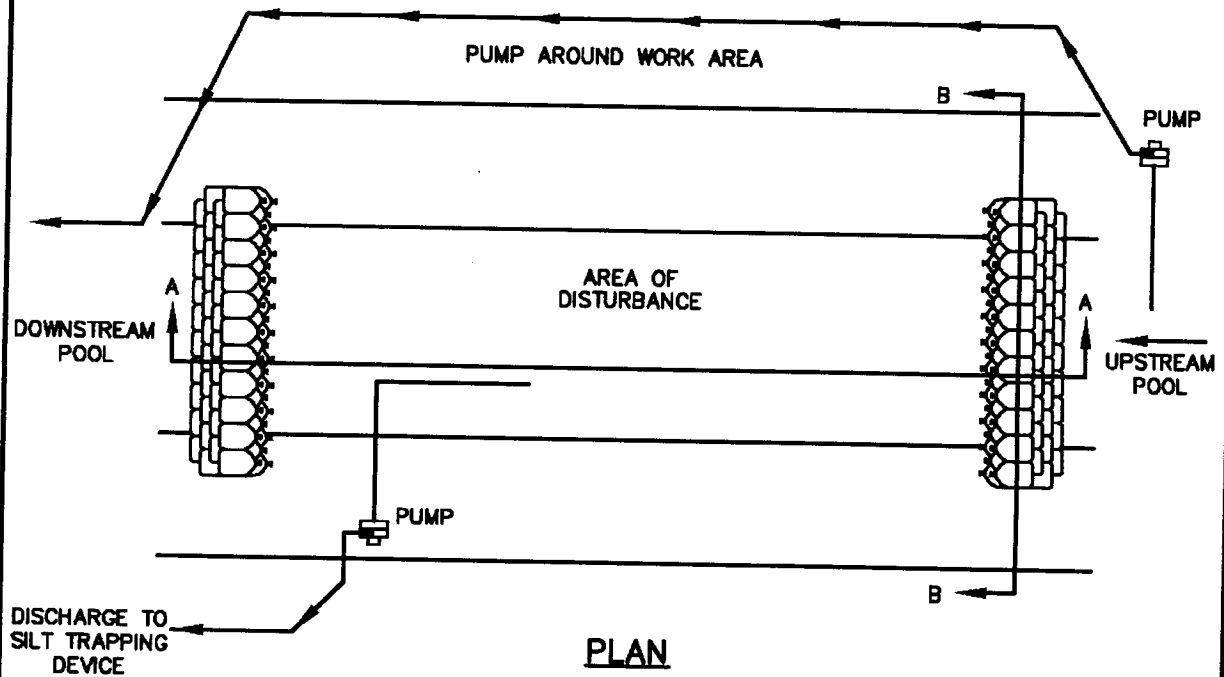 PUMP AROUND WORK AREA
B
PUMP
AREA OF
DISTURBANCE
A
A
DOWNSTREAM
POOL
UPSTREAM
POOL
PUMP
B
DISCHARGE TO
SILT TRAPPING
DEVICE
PLAN